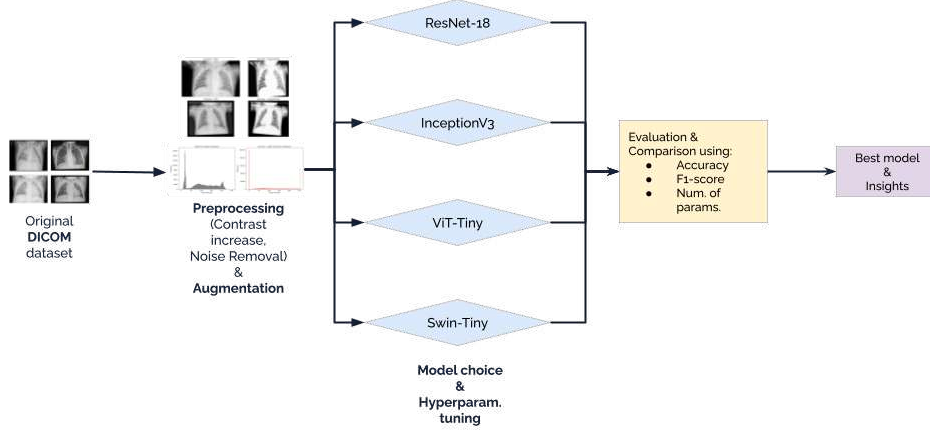 Original
DICOM
dataset
Preprocessing
(Contrast
increase,
Noise Removal)
&
Augmentation
ResNet-18
InceptionV3
ViT-Tiny
Swin-Tiny
Model choice
&
Hyperparam.
tuning
Evaluation &
Comparison using:
● Accuracy
● F1-score
● Num. of
params.
Best model
&
Insights